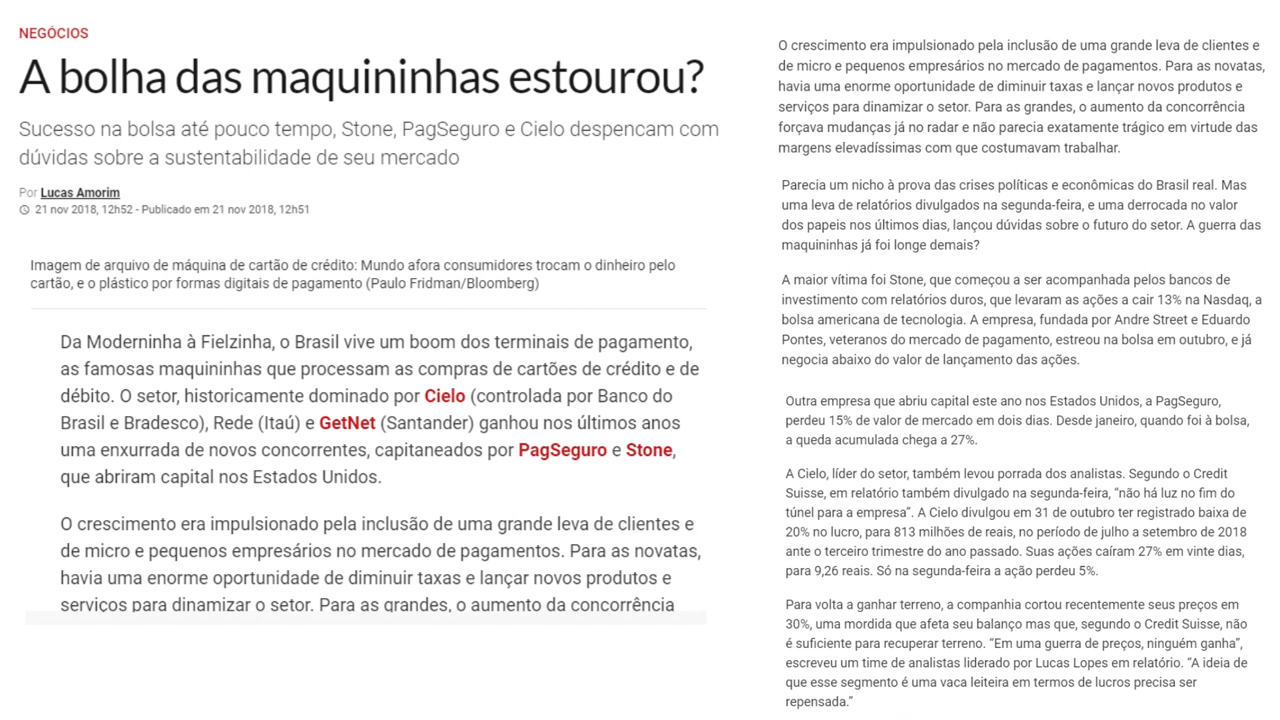 NEGÓCIOS
A bolha das maquininhas estourou?
Sucesso na bolsa até pouco tempo, Stone, PagSeguro e Cielo despencam com
dúvidas sobre a sustentabilidade de seu mercado
Por Lucas Amorim
21 nov 2018, 12h52 - Publicado em 21 nov 2018, 12h51
Imagem de arquivo de máquina de cartão de crédito: Mundo afora consumidores trocam o dinheiro pelo
cartão, e o plástico por formas digitais de pagamento (Paulo Fridman/Bloomberg)
Da Moderninha à Fielzinha, o Brasil vive um boom dos terminais de pagamento,
as famosas maquininhas que processam as compras de cartões de crédito e de
débito. O setor, historicamente dominado por Cielo (controlada por Banco do
Brasil e Bradesco), Rede (Itaú) e GetNet (Santander) ganhou nos últimos anos
uma enxurrada de novos concorrentes, capitaneados por PagSeguro e Stone,
que abriram capital nos Estados Unidos.
O crescimento era impulsionado pela inclusão de uma grande leva de clientes e
de micro e pequenos empresários no mercado de pagamentos. Para as novatas,
havia uma enorme oportunidade de diminuir taxas e lançar novos produtos e
serviços para dinamizar o setor. Para as grandes, o aumento da concorrência
O crescimento era impulsionado pela inclusão de uma grande leva de clientes e
de micro e pequenos empresários no mercado de pagamentos. Para as novatas,
havia uma enorme oportunidade de diminuir taxas e lançar novos produtos e
serviços para dinamizar o setor. Para as grandes, o aumento da concorrência
forçava mudanças já no radar e não parecia exatamente trágico em virtude das
margens elevadíssimas com que costumavam trabalhar.
Parecia um nicho à prova das crises políticas e econômicas do Brasil real. Mas
uma leva de relatórios divulgados na segunda-feira, e uma derrocada no valor
dos papeis nos últimos dias, lançou dúvidas sobre o futuro do setor. A guerra das
maquininhas já foi longe demais?
A maior vítima foi Stone, que começou a ser acompanhada pelos bancos de
investimento com relatórios duros, que levaram as ações a cair 13% na Nasdaq, a
bolsa americana de tecnologia. A empresa, fundada por Andre Street e Eduardo
Pontes, veteranos do mercado de pagamento, estreou na bolsa em outubro, e já
negocia abaixo do valor de lançamento das ações.
Outra empresa que abriu capital este ano nos Estados Unidos, a PagSeguro,
perdeu 15% de valor de mercado em dois dias. Desde janeiro, quando foi à bolsa,
a queda acumulada chega a 27%.
A Cielo, líder do setor, também levou porrada dos analistas. Segundo o Credit
Suisse, em relatório também divulgado na segunda-feira, “não há luz no fim do
túnel para a empresa”. A Cielo divulgou em 31 de outubro ter registrado baixa de
20% no lucro, para 813 milhões de reais, no período de julho a setembro de 2018
ante o terceiro trimestre do ano passado. Suas ações caíram 27% em vinte dias,
para 9,26 reais. Só na segunda-feira a ação perdeu 5%.
Para volta a ganhar terreno, a companhia cortou recentemente seus preços em
30%, uma mordida que afeta seu balanço mas que, segundo o Credit Suisse, não
é suficiente para recuperar terreno. “Em uma guerra de preços, ninguém ganha”,
escreveu um time de analistas liderado por Lucas Lopes em relatório. “A ideia de
que esse segmento é uma vaca leiteira em termos de lucros precisa ser
repensada.”